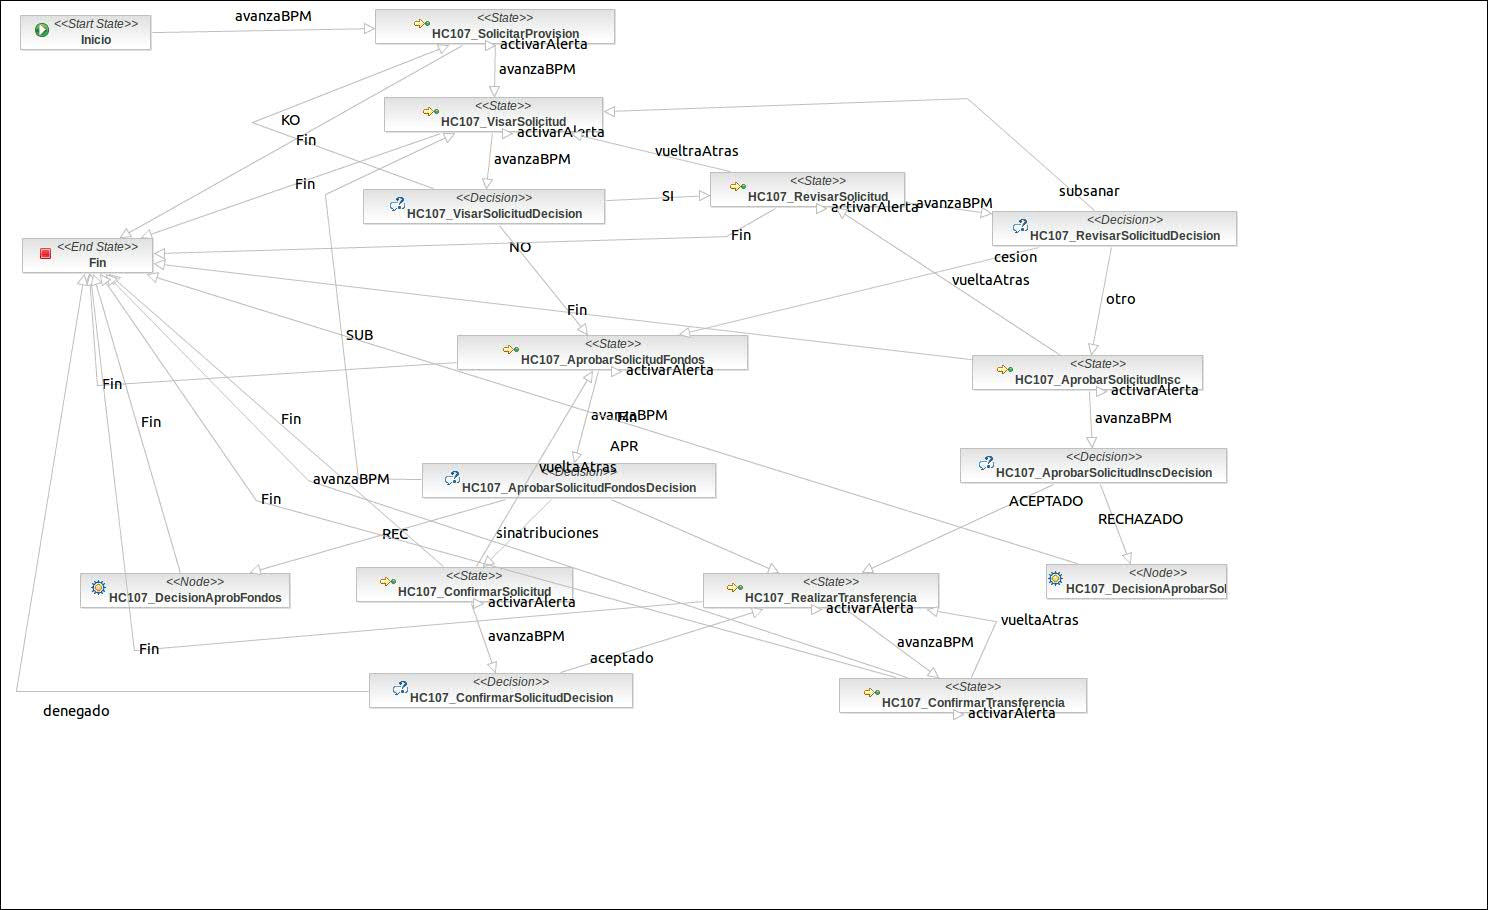 <<Start State>>
Inicio
avanzaBPM
<<State>>
HC107_SolicitarProvision
activarAlerta
avanzaBPM
<<State>>
HC107_VisarSolicitud
activarAlerta
KO
Fin
avanzaBPM
vueltraAtras
Fin
<<Decision>>
HC107_VisarSolicitudDecision
SI
<<State>>
HC107_RevisarSolicitud
activarAlerta
avanzaBPM
subsanar
<<Decision>>
HC107_RevisarSolicitudDecision
<<End State>>
Fin
NO
Fin
cesion
vueltaAtras
otro
Fin
SUB
<<State>>
HC107_AprobarSolicitudFondos
activarAlerta
<<State>>
HC107_AprobarSolicitudInsc
activarAlerta
Fin
Fin
Fin
avanzaBPM
Fin
avanzaBPM
APR
vueltaAtras
<<Decision>>
HC107_AprobarSolicitudFondosDecision
avanzaBPM
<<Decision>>
HC107_AprobarSolicitudInscDecision
Fin
ACEPTADO
RECHAZADO
REC
sinatribuciones
<<Node>>
HC107_DecisionAprobFondos
<<State>>
HC107_ConfirmarSolicitud
activarAlerta
<<State>>
HC107_RealizarTransferencia
activarAlerta
<<Node>>
HC107_DecisionAprobarSol
vueltaAtras
Fin
avanzaBPM
aceptado
avanzaBPM
<<Decision>>
HC107_ConfirmarSolicitudDecision
<<State>>
HC107_ConfirmarTransferencia
activarAlerta
denegado